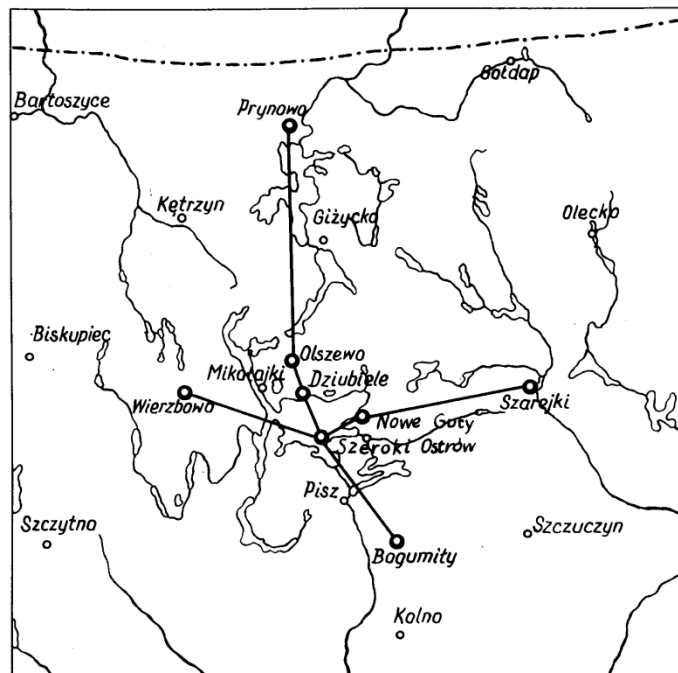 Gołdap
Bartoszyce
Prynowo
Kętrzyn
Giżycko
Olecko
Biskupiec
Olszewo
Mikołajki
Dziubiele
Wierzbowo
Szarejki
Nowe Guty
Szeroki Ostrów
Pisz
Szczytno
Szczuczyn
Bogumity
Kolno